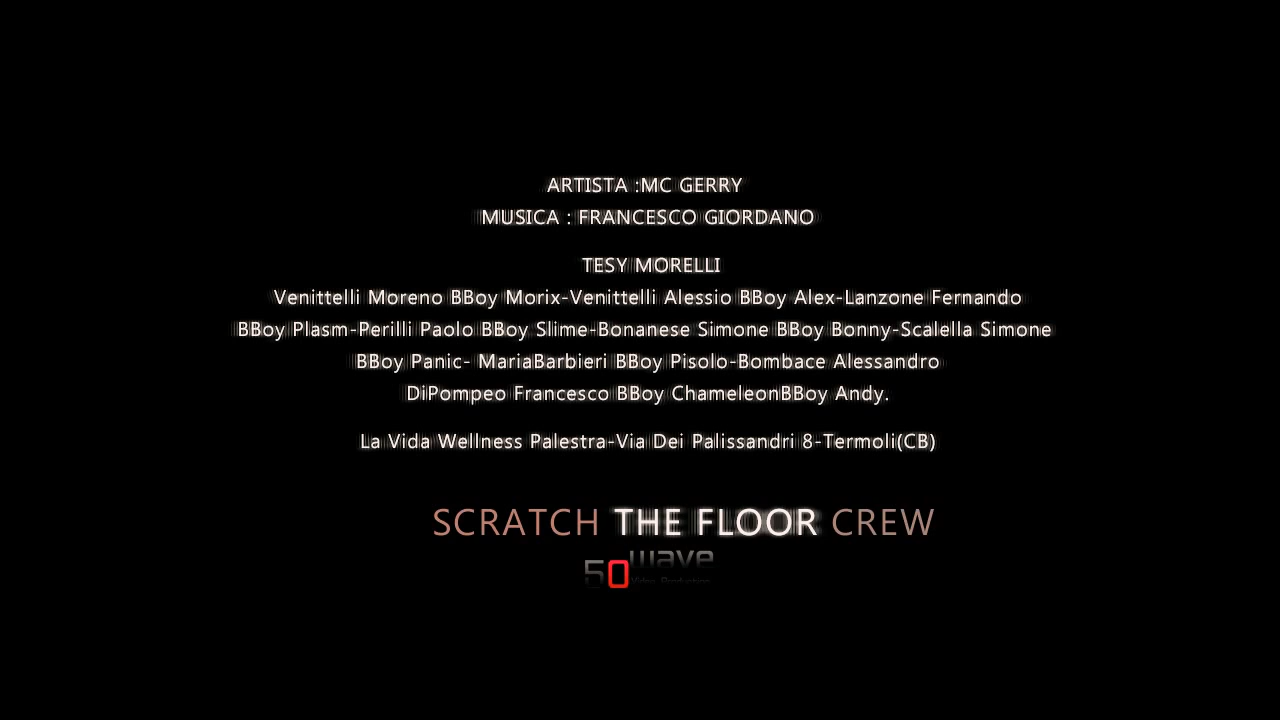 ARTISTA :MC GERRY
MUSICA : FRANCESCO GIORDANO
TESY MORELLI
Venittelli Moreno BBoy Morix-Venittelli Alessio BBoy Alex-Lanzone Fernando
BBoy Plasm-Perilli Paolo BBoy Slime-Bonanese Simone BBoy Bonny-Scalella Simone
BBoy Panic- MariaBarbieri BBoy Pisolo-Bombace Alessandro
DiPompeo Francesco BBoy ChameleonBBoy Andy.
La Vida Wellness Palestra-Via Dei Palissandri 8-Termoli(CB)
SCRATCH THE FLOOR CREW
50wave
Video Production